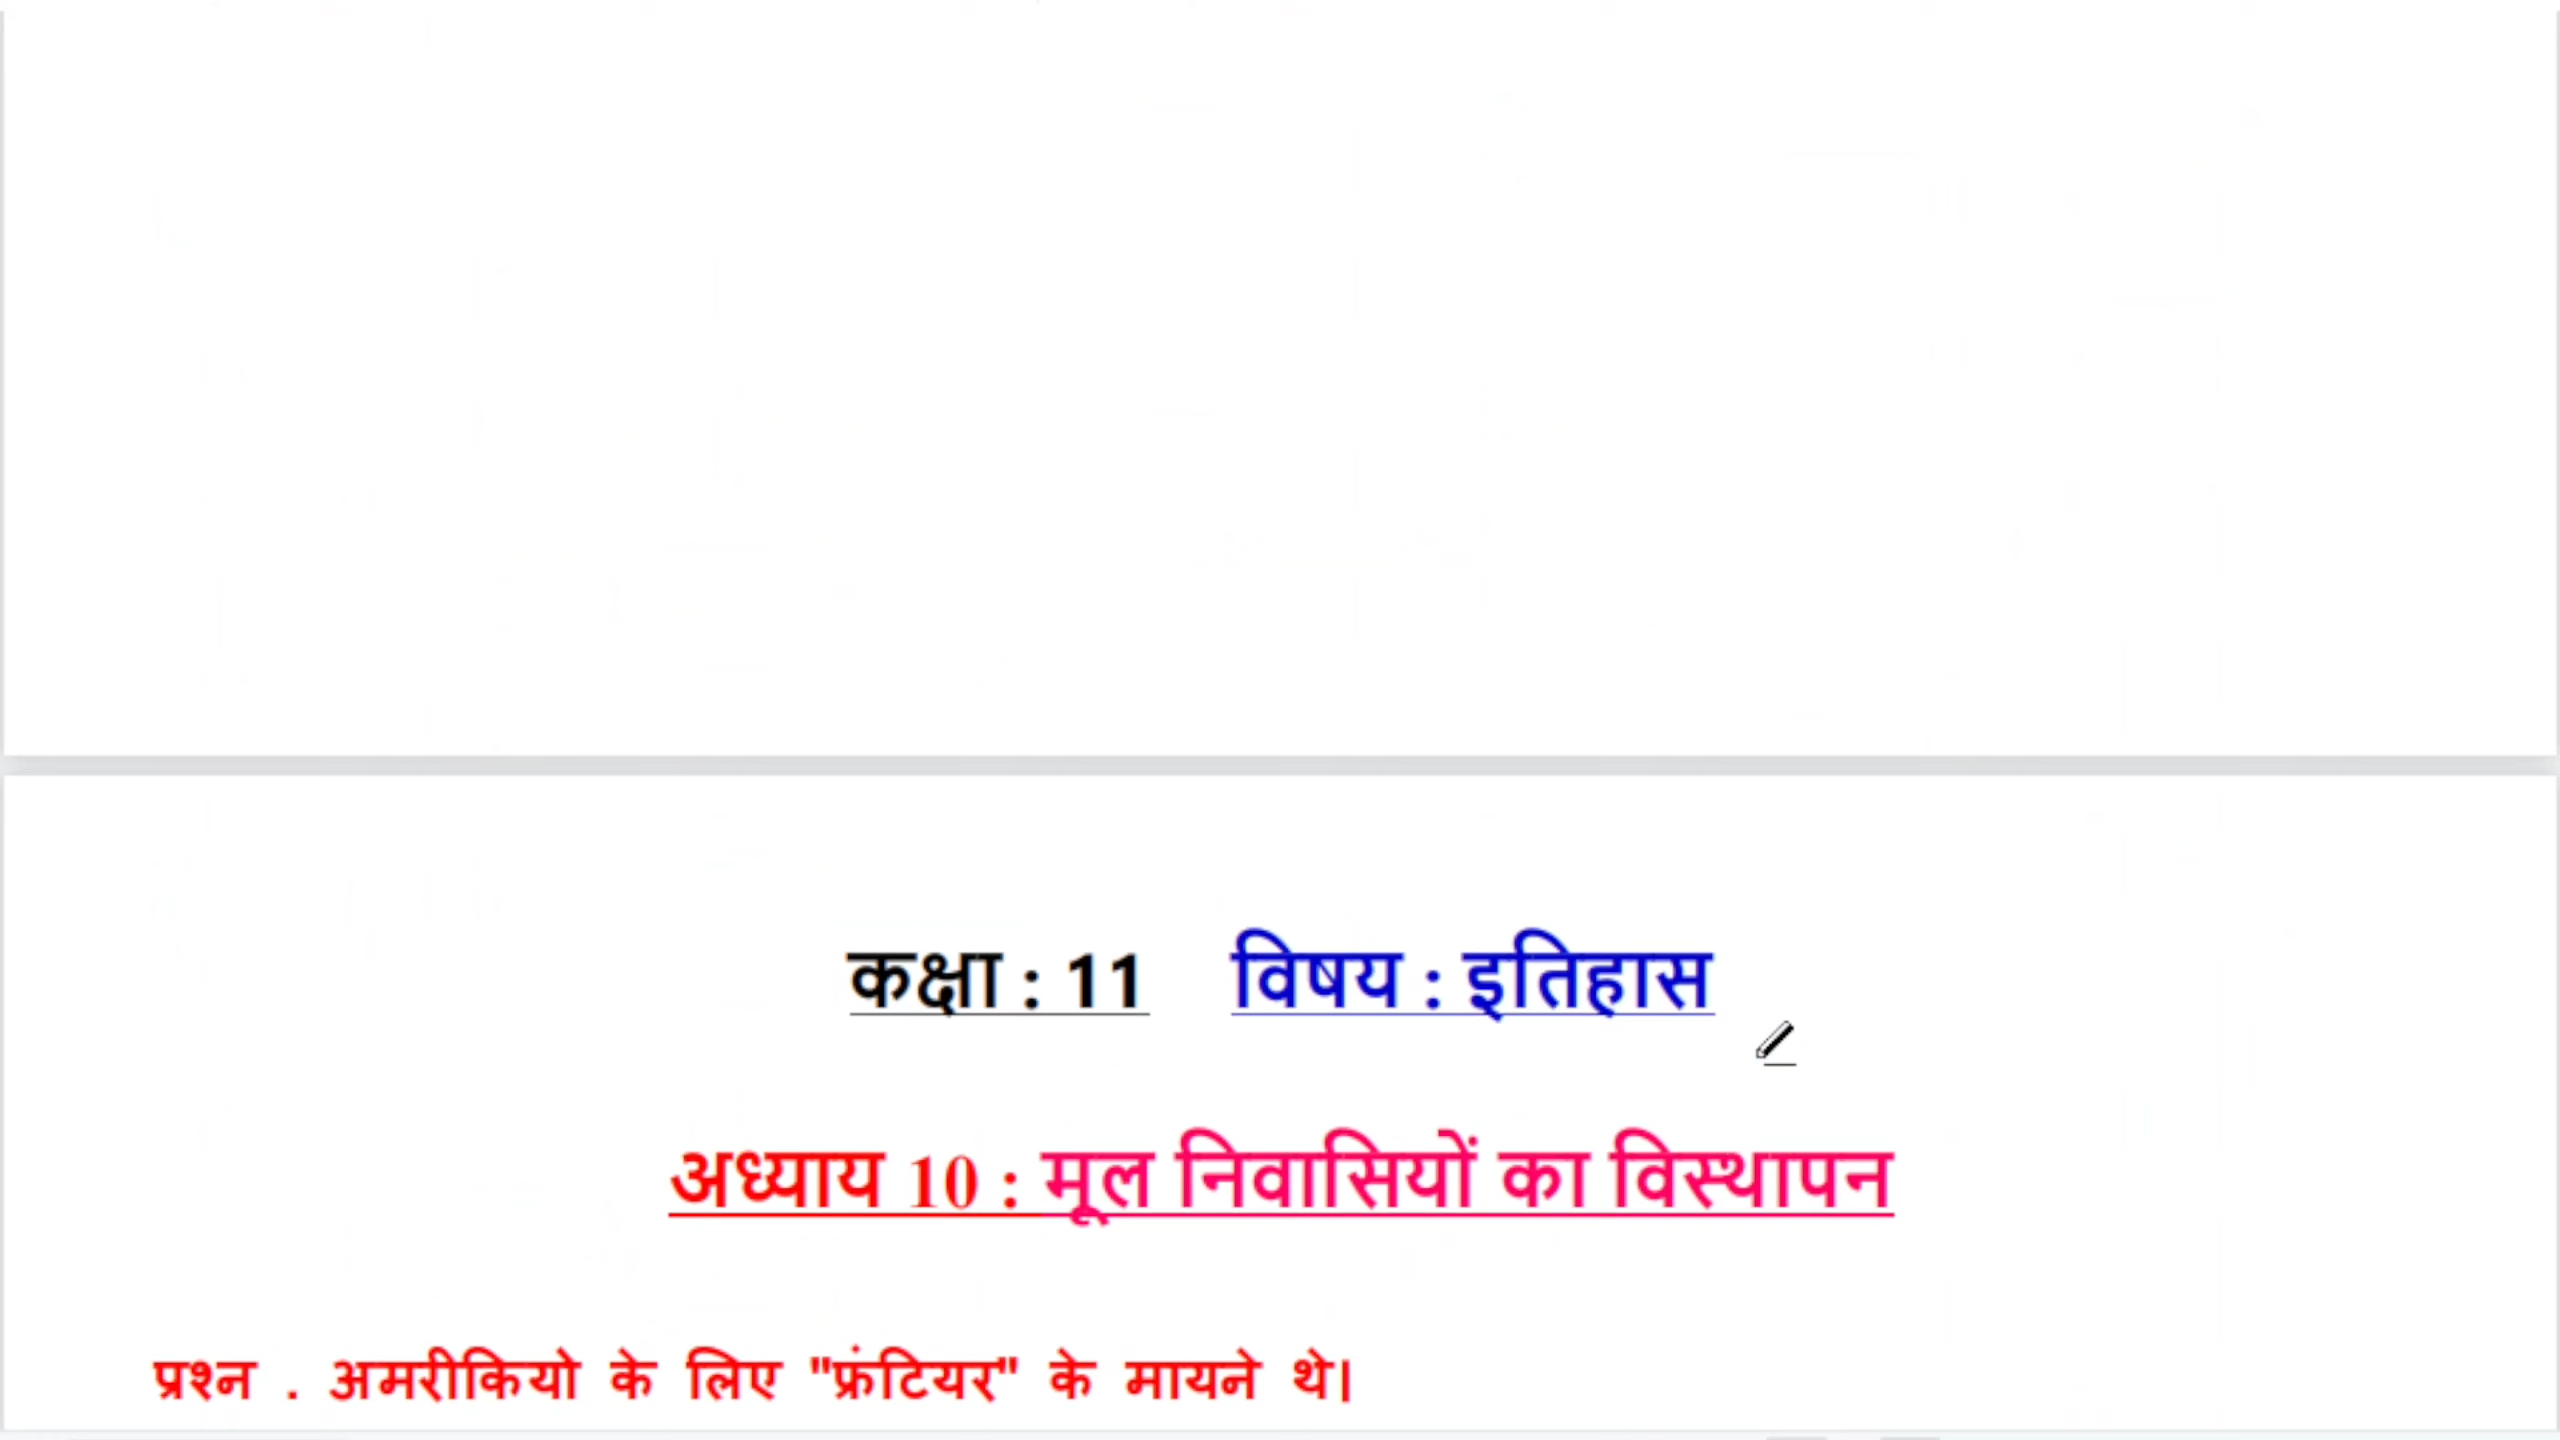 कक्षा : 11 विषय : इतिहास
अध्याय 10 : मूल निवासियों का विस्थापन
प्रश्न . अमरीकियो के लिए "फ्रंटियर" के मायने थे।